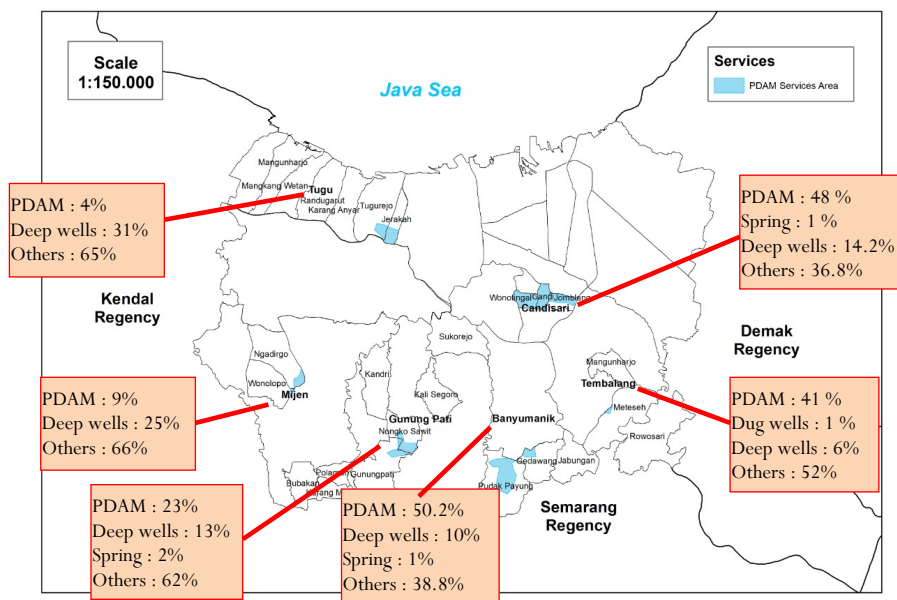 Scale
1:150.000
Java Sea
Services
PDAM Services Area
Mangunharjo
Mangkang Wetan
Tugu
Randugarut
Karang Anyar
Tugurejo
Jerakah
PDAM : 4%
Deep wells : 31%
Others : 65%
PDAM : 48 %
Spring : 1 %
Deep wells : 14.2%
Others : 36.8%
Kendal
Regency
Wonotingal
Candi
Jomblang
Candisari
Demak
Regency
Sukorejo
Ngadirgo
Wonolopo
Mijen
Kandri
Kali Segoro
Mangunharjo
Tembalang
Meteseh
Rowosari
PDAM : 9%
Deep wells : 25%
Others : 66%
Gunung Pati
Nongko Sawit
Banyumanik
PDAM : 41 %
Dug wells : 1 %
Deep wells : 6%
Others : 52%
Gedawang
Jabungan
Pudak Payung
Gunungpati
Bubakan
Semarang
Regency
PDAM : 23%
Deep wells : 13%
Spring : 2%
Others : 62%
PDAM : 50.2%
Deep wells : 10%
Spring : 1%
Others : 38.8%